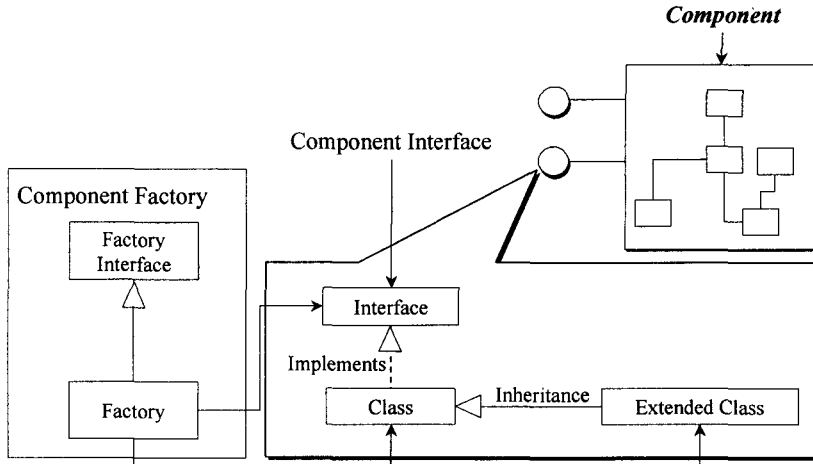 Component
Component Interface
Component Factory
Factory
Interface
Interface
Implements
Factory
Class
Inheritance
Extended Class